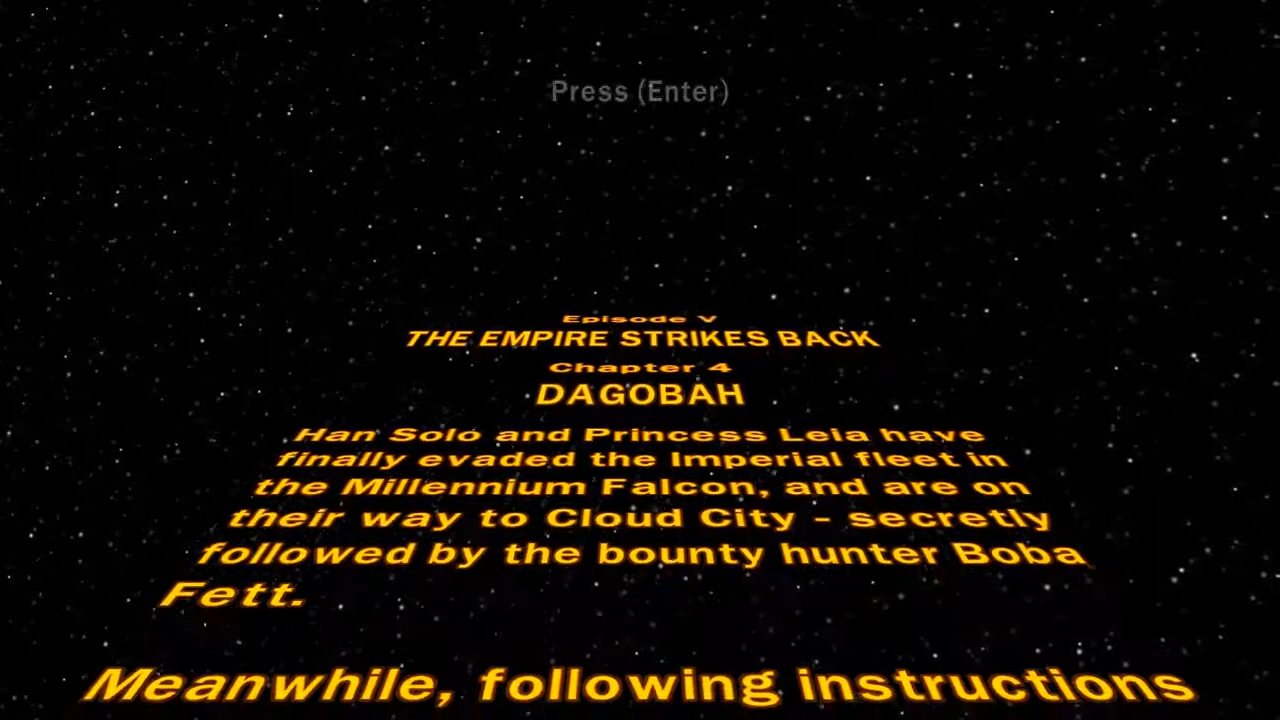 Press (Enter)
Episode V
THE EMPIRE STRIKES BACK
Chapter 4
DAGOBAH
Han Solo and Princess Leia have
finally evaded the Imperial fleet in
the Millennium Falcon, and are on
their way to Cloud City - secretly
followed by the bounty hunter Boba
Fett.
Meanwhile, following instructions